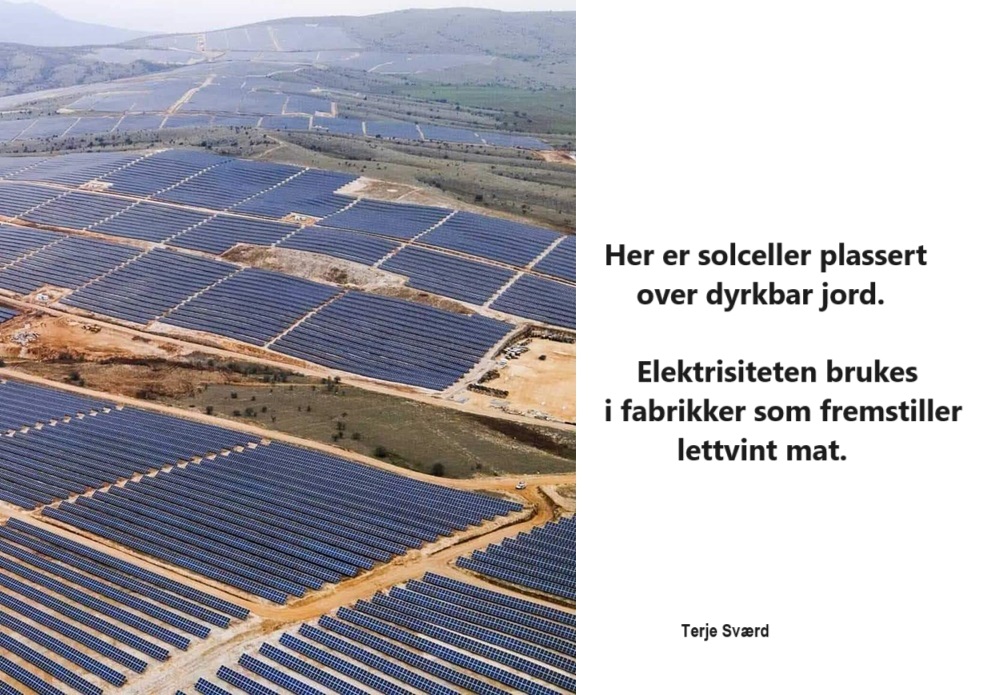 Her er solceller plassert
over dyrkbar jord.
Elektrisiteten brukes
i fabrikker som fremstiller
lettvint mat.
Terje Sværd